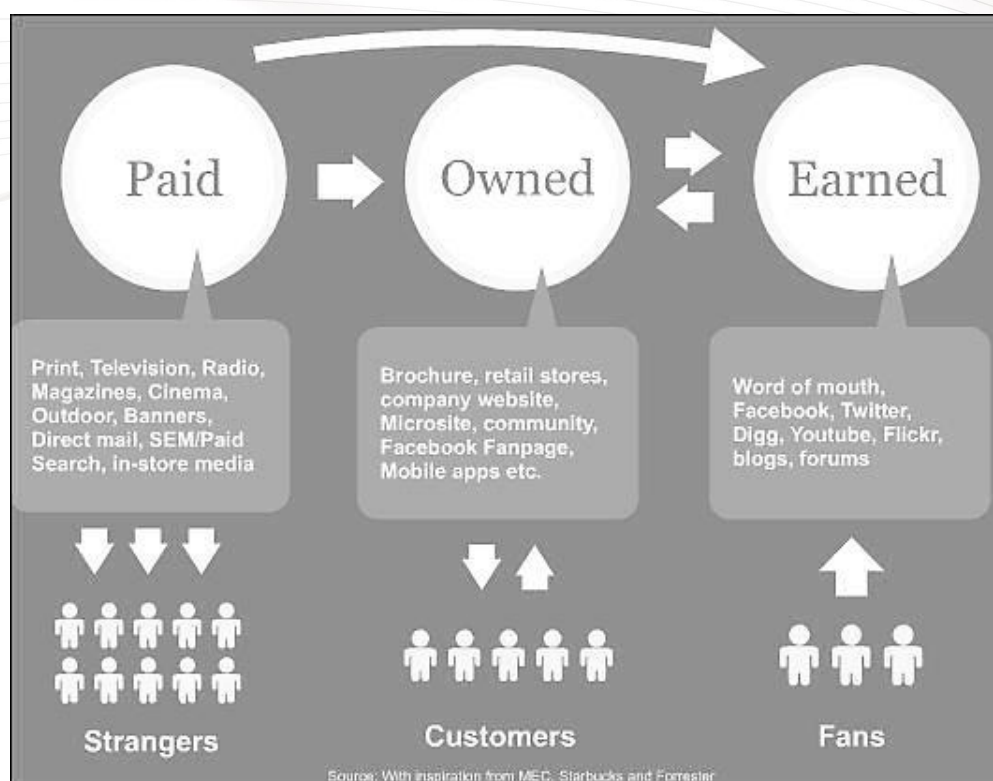 Paid
Owned
Earned
Print, Television, Radio,
Magazines, Cinema,
Outdoor, Banners,
Direct mail, SEM/Paid
Search, in-store media
Brochure, retail stores,
company website,
Microsite, community,
Facebook Fanpage,
Mobile apps etc.
Word of mouth,
Facebook, Twitter,
Digg, Youtube, Flickr,
blogs, forums
Strangers
Customers
Fans
Source: With inspiration from MEC, Starbucks and Forrester